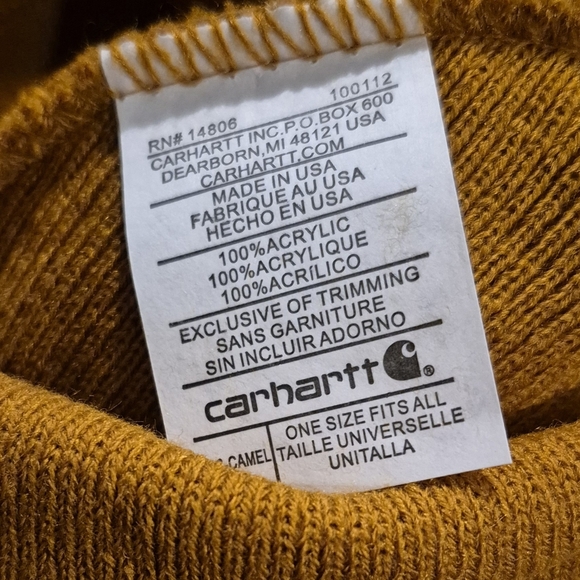 RN# 14806 100112
CARHARTT INC.P.O.BOX 600
DEARBORN,MI 48121 USA
CARHARTT.COM
MADE IN USA
FABRIQUE AU USA
HECHO EN USA
100%ACRYLIC
100%ACRYLIQUE
100%ACRILICO
EXCLUSIVE OF TRIMMING
SANS GARNITURE
SIN INCLUIR ADORNO
carhartt ®
CAMEL
ONE SIZE FITS ALL
TAILLE UNIVERSELLE
UNITALLA